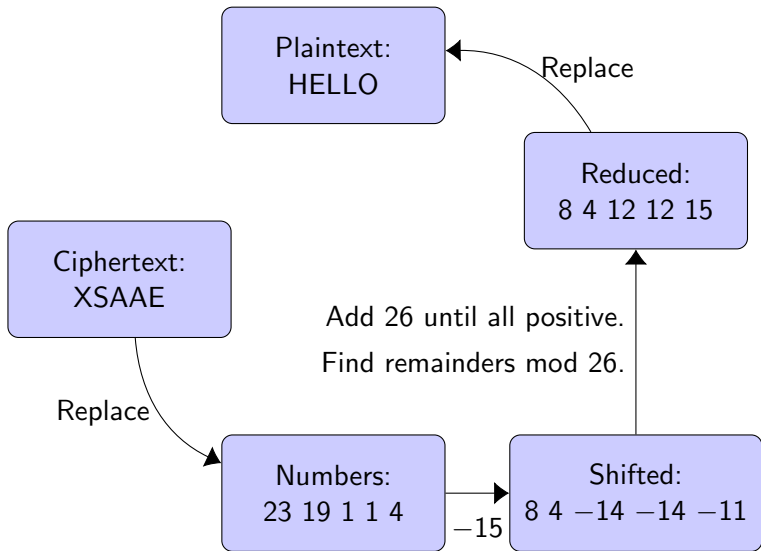 Plaintext:
HELLO
Replace
Reduced:
8 4 12 12 15
Ciphertext:
XSAAE
Add 26 until all positive.
Find remainders mod 26.
Replace
Numbers:
23 19 1 1 4
−15
Shifted:
8 4 −14 −14 −11